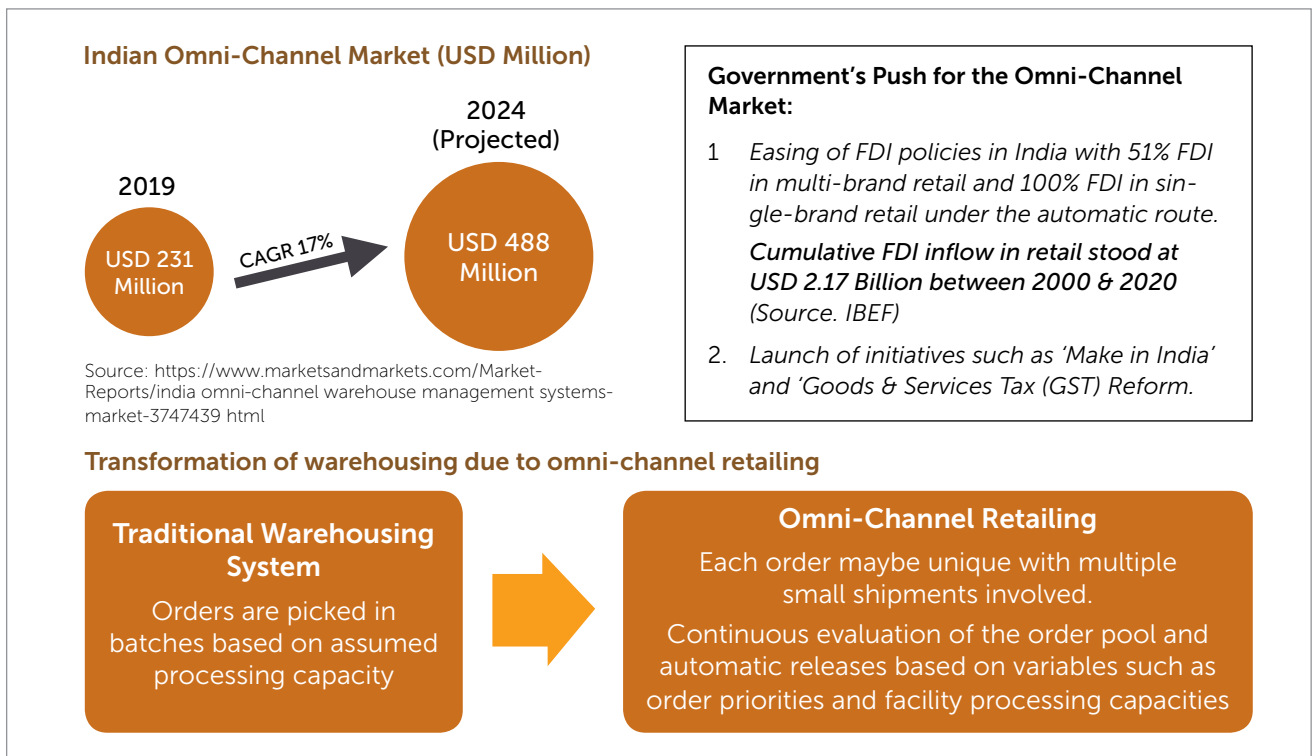 Indian Omni-Channel Market (USD Million)
2019
USD 231
Million
CAGR 17%
2024
(Projected)
USD 488
Million
Source: https://www.marketsandmarkets.com/Market-
Reports/india omni-channel warehouse management systems-
market-3747439 html
Government's Push for the Omni-Channel
Market:
1 Easing of FDI policies in India with 51% FDI
in multi-brand retail and 100% FDI in sin-
gle-brand retail under the automatic route.
Cumulative FDI inflow in retail stood at
USD 2.17 Billion between 2000 & 2020
(Source. IBEF)
2. Launch of initiatives such as ‘Make in India’
and ‘Goods & Services Tax (GST) Reform.
Transformation of warehousing due to omni-channel retailing
Traditional Warehousing
System
Orders are picked in
batches based on assumed
processing capacity
Omni-Channel Retailing
Each order maybe unique with multiple
small shipments involved.
Continuous evaluation of the order pool and
automatic releases based on variables such as
order priorities and facility processing capacities